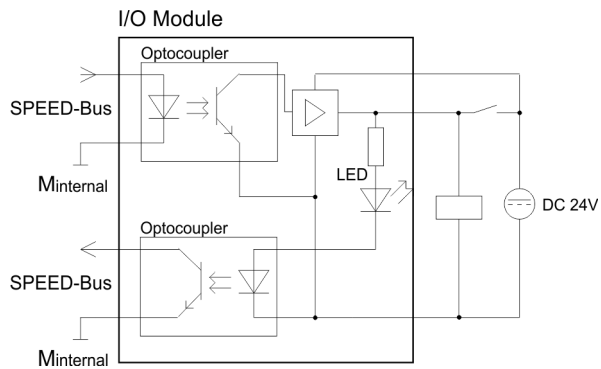 I/O Module
Optocoupler
SPEED-Bus
Minternal
LED
DC 24V
Optocoupler
SPEED-Bus
Minternal